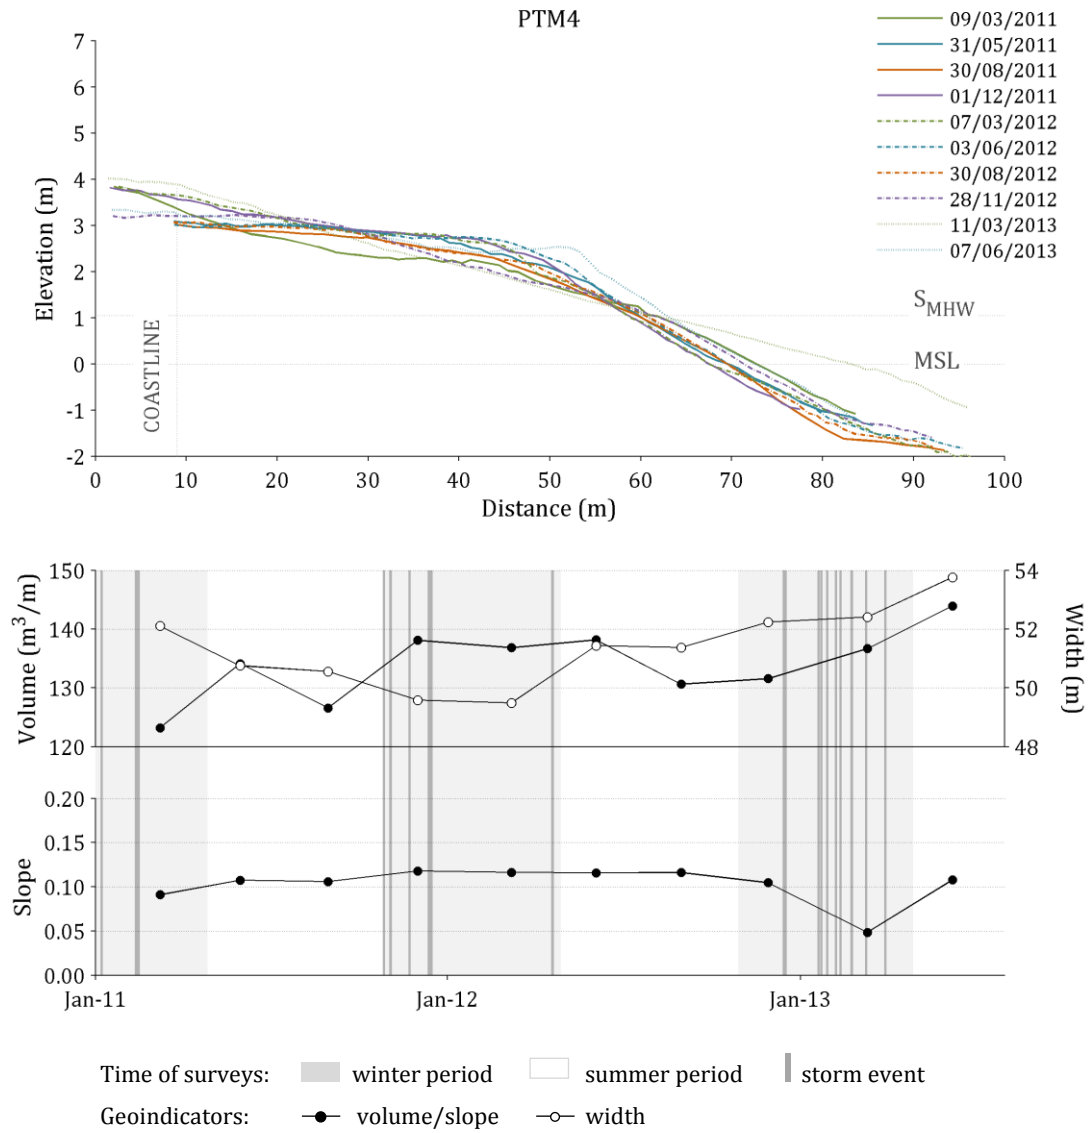 PTM4
09/03/2011
31/05/2011
30/08/2011
01/12/2011
07/03/2012
03/06/2012
30/08/2012
28/11/2012
11/03/2013
07/06/2013
7
6
5
4
3
2
1
0
-1
-2
Elevation (m)
COASTLINE
S_MHW
MSL
0 10 20 30 40 50 60 70 80 90 100
Distance (m)
150
140
130
120
Volume (m³/m)
54
52
50
48
Width (m)
0.20
0.15
0.10
0.05
0.00
Slope
Jan-11 Jan-12 Jan-13
Time of surveys: winter period summer period storm event
Geoindicators: volume/slope width